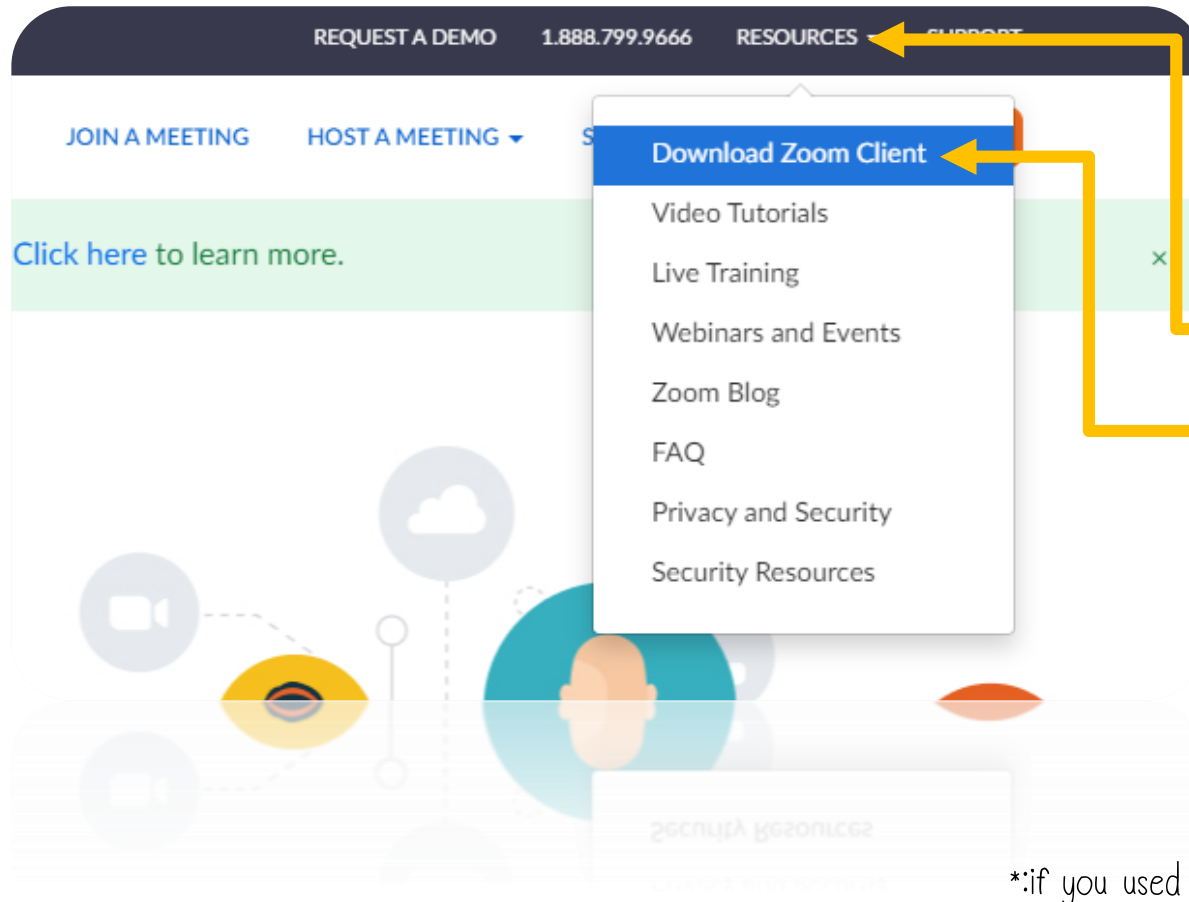 REQUEST A DEMO 1.888.799.9666 RESOURCES SUPPORT
JOIN A MEETING HOST A MEETING S
Download Zoom Client
Click here to learn more. ×
Video Tutorials
Live Training
Webinars and Events
Zoom Blog
FAQ
Privacy and Security
Security Resources
*:if you used